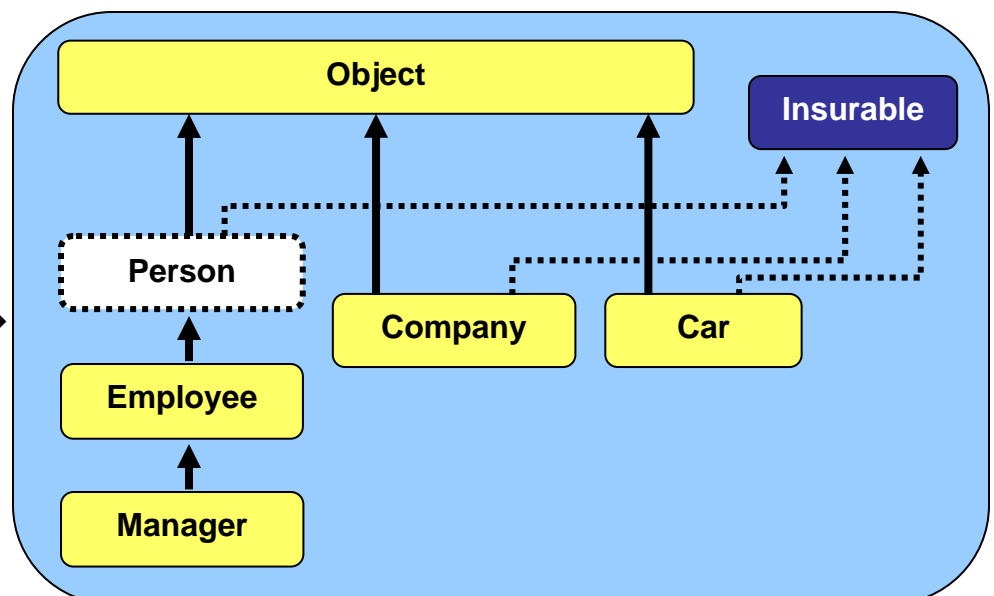 Object
Insurable
Person
Company
Car
Employee
Manager